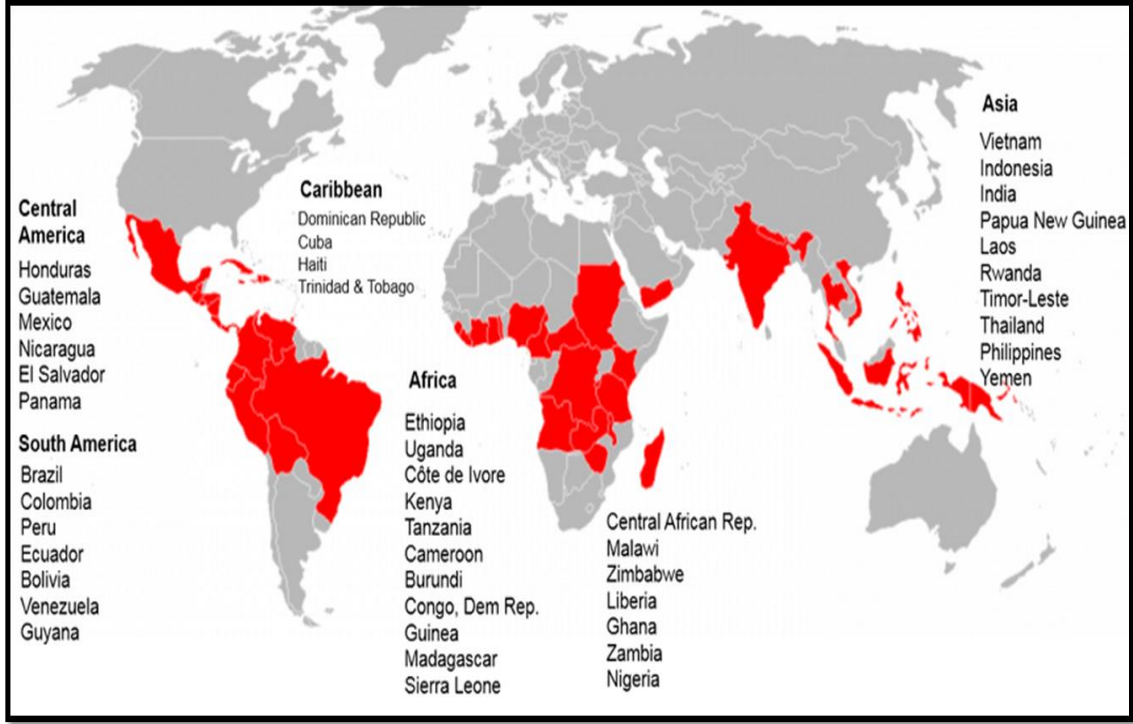 Central
America
Honduras
Guatemala
Mexico
Nicaragua
El Salvador
Panama
South America
Brazil
Colombia
Peru
Ecuador
Bolivia
Venezuela
Guyana
Caribbean
Dominican Republic
Cuba
Haiti
Trinidad & Tobago
Africa
Ethiopia
Uganda
Côte de Ivore
Kenya
Tanzania
Cameroon
Burundi
Congo, Dem Rep.
Guinea
Madagascar
Sierra Leone
Central African Rep.
Malawi
Zimbabwe
Liberia
Ghana
Zambia
Nigeria
Asia
Vietnam
Indonesia
India
Papua New Guinea
Laos
Rwanda
Timor-Leste
Thailand
Philippines
Yemen